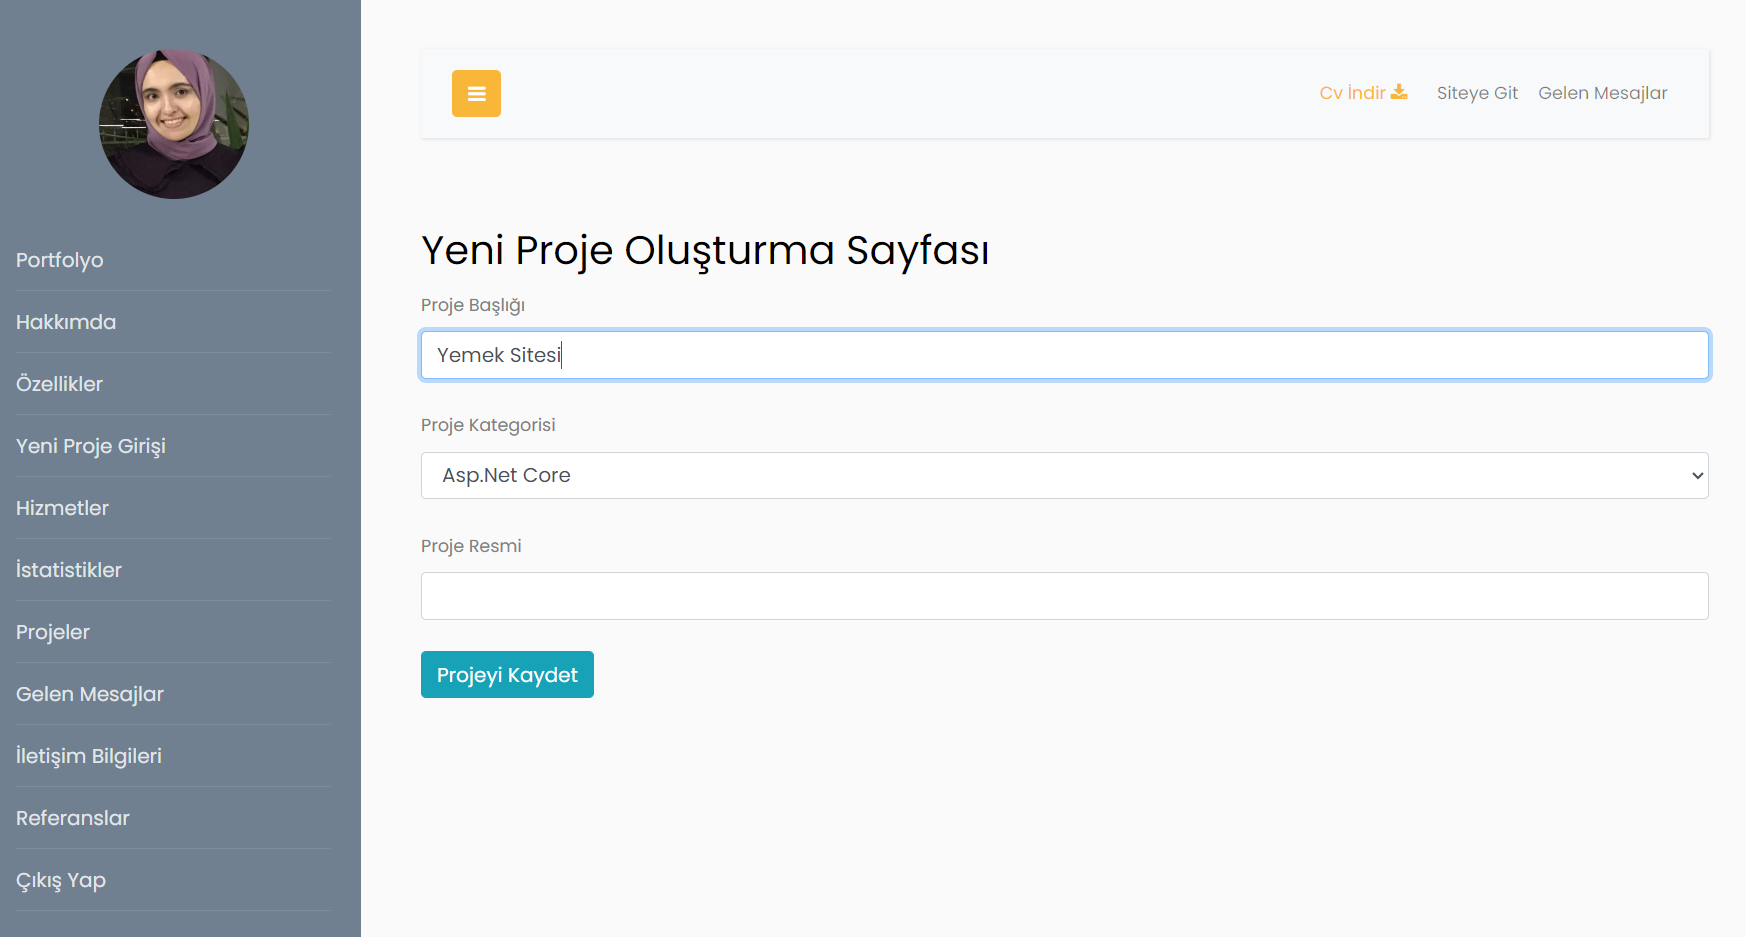 Portfolyo
Hakkımda
Özellikler
Yeni Proje Girişi
Hizmetler
İstatistikler
Projeler
Gelen Mesajlar
İletişim Bilgileri
Referanslar
Çıkış Yap
Cv İndir Siteye Git Gelen Mesajlar
Yeni Proje Oluşturma Sayfası
Proje Başlığı
Yemek Sitesi
Proje Kategorisi
Asp.Net Core
Proje Resmi
Projeyi Kaydet